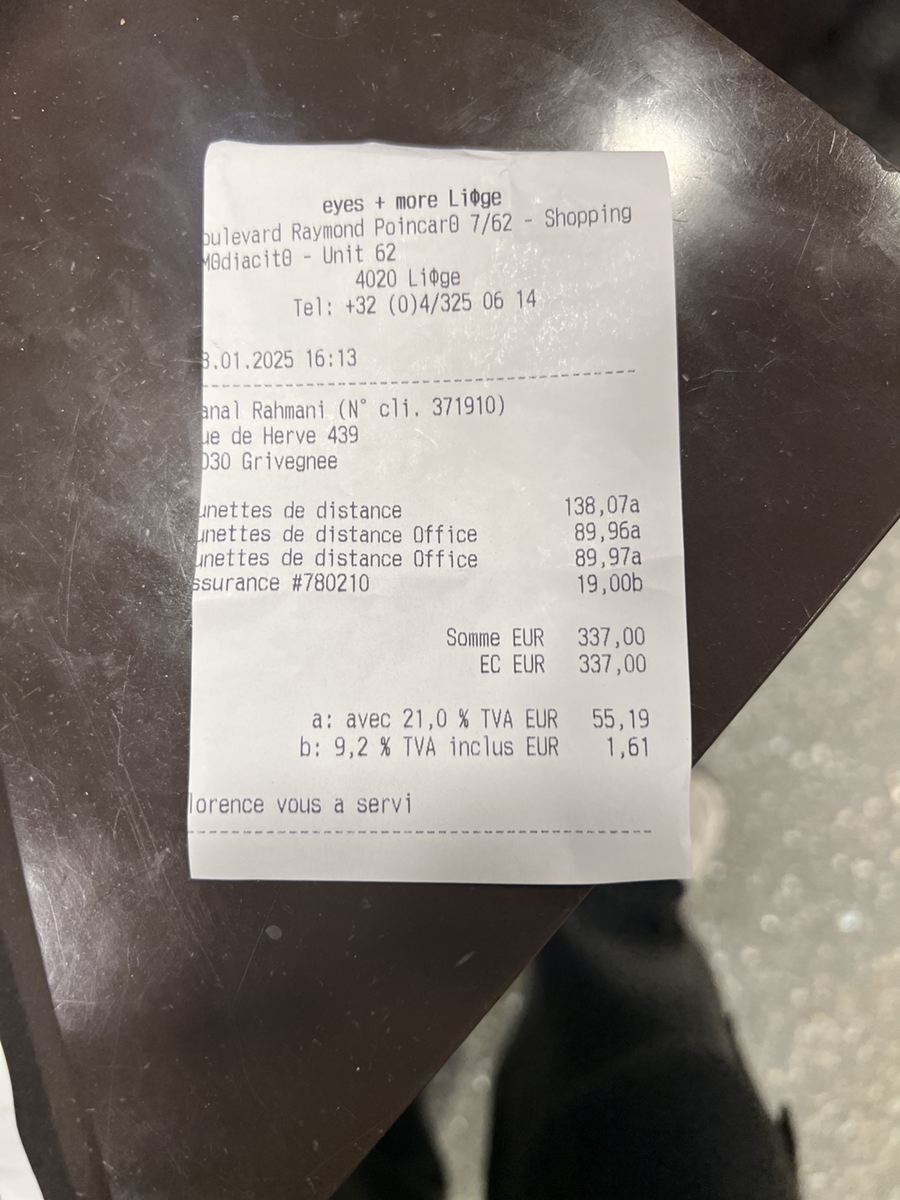 eyes + more LiΦge
oulevard Raymond Poincar0 7/62 - Shopping
M0diacit0 - Unit 62
4020 LiΦge
Tel: +32 (0)4/325 06 14
3.01.2025 16:13
anal Rahmani (N° cli. 371910)
ue de Herve 439
030 Grivegnee
unettes de distance 138,07a
unettes de distance Office 89,96a
unettes de distance Office 89,97a
ssurance #780210 19,00b
Somme EUR 337,00
EC EUR 337,00
a: avec 21,0 % TVA EUR 55,19
b: 9,2 % TVA inclus EUR 1,61
lorence vous a servi